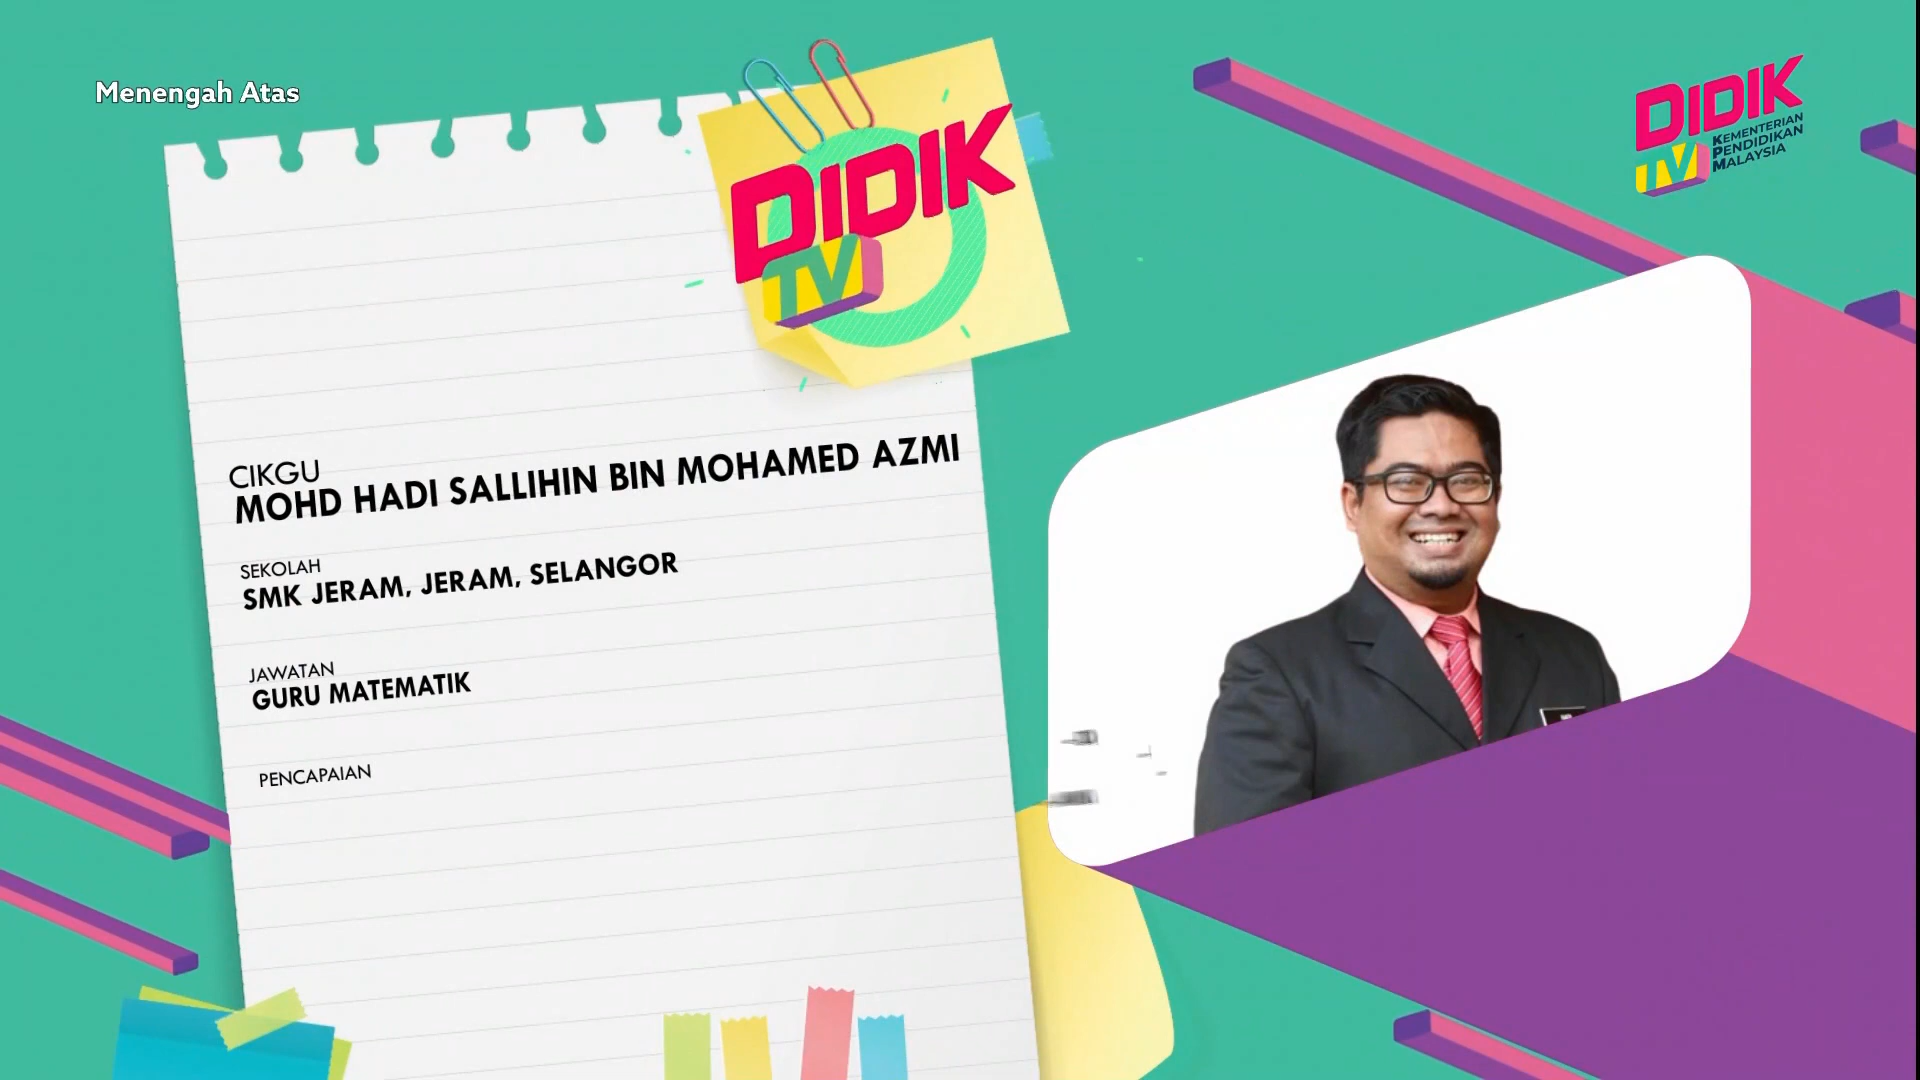 Menengah Atas
DIDIK
TV
DIDIK
TV
KEMENTERIAN
PENDIDIKAN
MALAYSIA
CIKGU
MOHD HADI SALLIHIN BIN MOHAMED AZMI
SEKOLAH
SMK JERAM, JERAM, SELANGOR
JAWATAN
GURU MATEMATIK
PENCAPAIAN